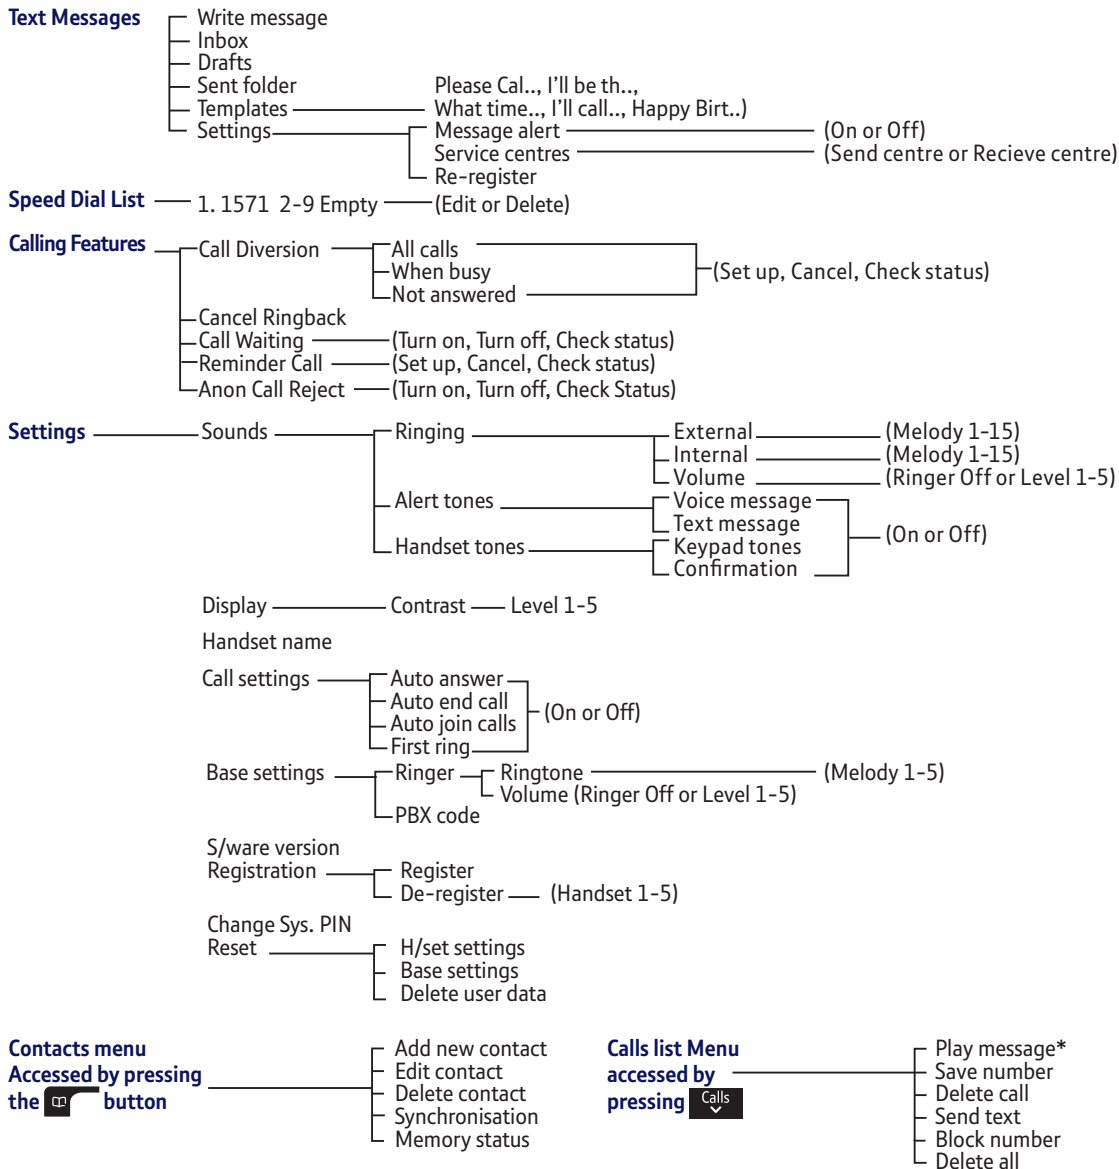 Text Messages
Write message
Inbox
Drafts
Sent folder
Please Cal.., I'll be th..,
Templates
What time.., I'll call.., Happy Birt..)
Settings
Message alert
(On or Off)
Service centres
(Send centre or Recieve centre)
Re-register
Speed Dial List
1. 1571 2-9 Empty
(Edit or Delete)
Calling Features
Call Diversion
All calls
When busy
(Set up, Cancel, Check status)
Not answered
Cancel Ringback
Call Waiting
(Turn on, Turn off, Check status)
Reminder Call
(Set up, Cancel, Check status)
Anon Call Reject
(Turn on, Turn off, Check Status)
Settings
Sounds
Ringing
External
(Melody 1-15)
Internal
(Melody 1-15)
Volume
(Ringer Off or Level 1-5)
Alert tones
Voice message
Text message
(On or Off)
Handset tones
Keypad tones
Confirmation
Display
Contrast
Level 1-5
Handset name
Call settings
Auto answer
Auto end call
Auto join calls
First ring
(On or Off)
Base settings
Ringer
Ringtone
(Melody 1-5)
Volume (Ringer Off or Level 1-5)
PBX code
S/ware version
Registration
Register
De-register
(Handset 1-5)
Change Sys. PIN
Reset
H/set settings
Base settings
Delete user data
Contacts menu
Accessed by pressing
the button
Add new contact
Edit contact
Delete contact
Synchronisation
Memory status
Calls list Menu
accessed by
pressing Calls
Play message*
Save number
Delete call
Send text
Block number
Delete all